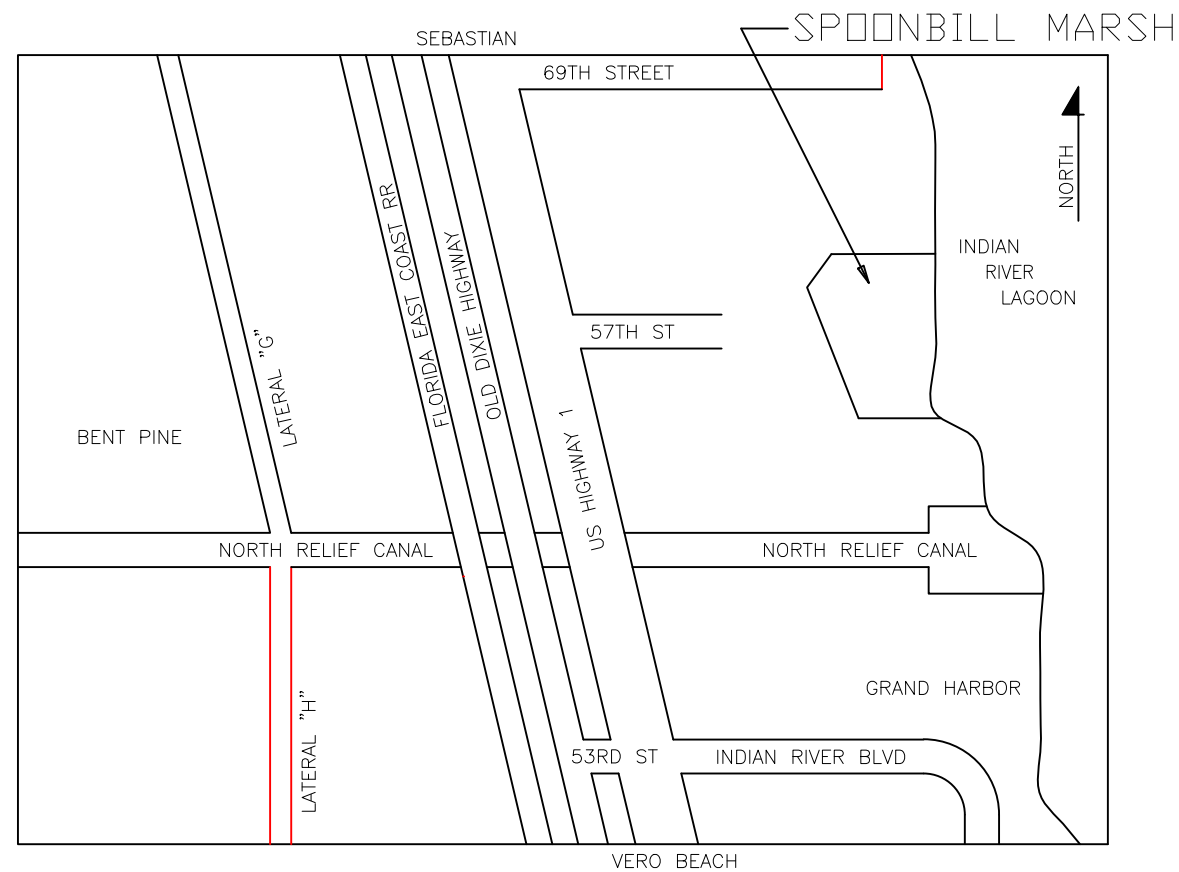 SPOONBILL MARSH
SEBASTIAN
69TH STREET
NORTH
INDIAN
RIVER
LAGOON
FLORIDA EAST COAST RR
OLD DIXIE HIGHWAY
57TH ST
LATERAL "G"
US HIGHWAY 1
BENT PINE
NORTH RELIEF CANAL
NORTH RELIEF CANAL
GRAND HARBOR
LATERAL "H"
53RD ST
INDIAN RIVER BLVD
VERO BEACH